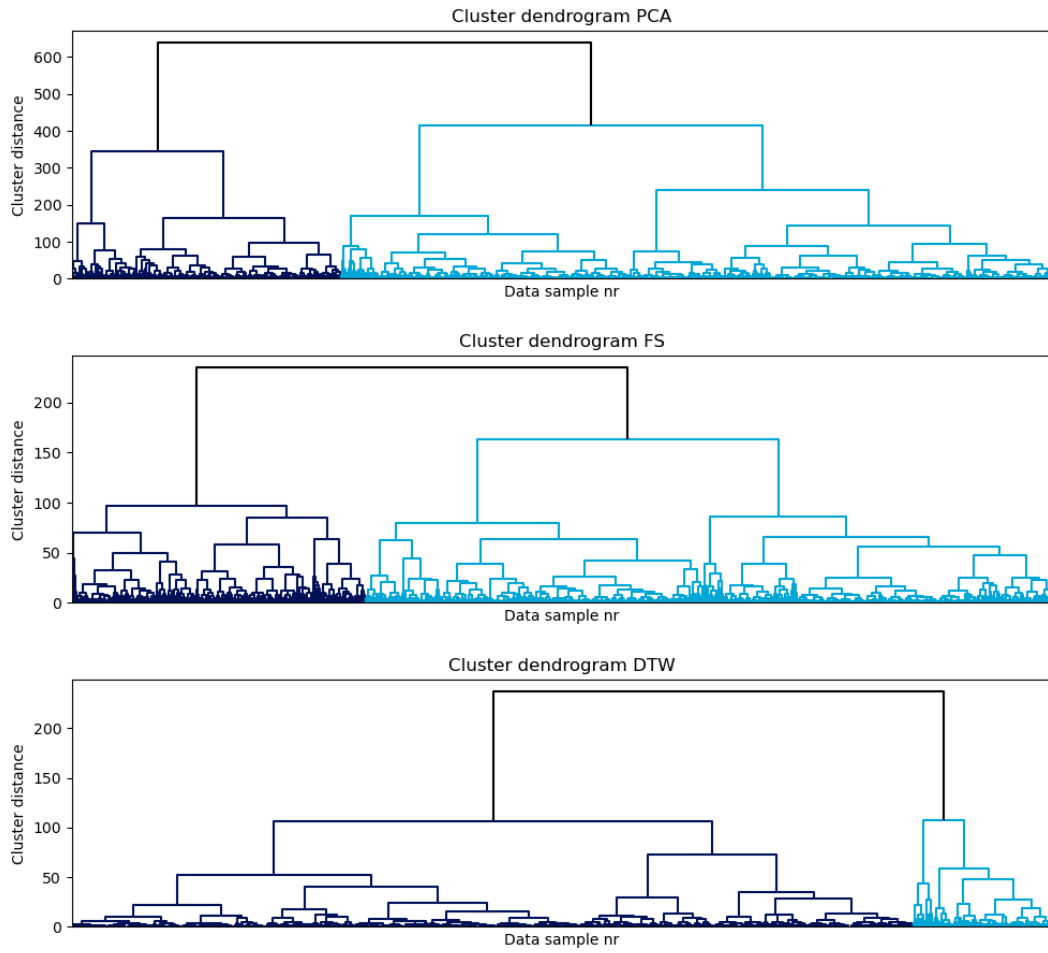 Cluster dendrogram PCA
600
500
400
300
200
100
0
Cluster distance
Data sample nr
Cluster dendrogram FS
200
150
100
50
0
Cluster distance
Data sample nr
Cluster dendrogram DTW
200
150
100
50
0
Cluster distance
Data sample nr